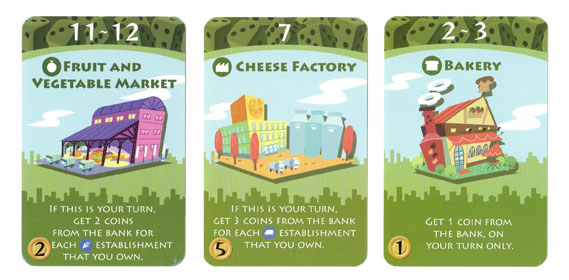 11~12
Fruit and
Vegetable Market
If this is your turn,
get 2 coins
from the bank for
each establishment
that you own.
2
7
Cheese Factory
If this is your turn,
get 3 coins from the bank
for each establishment
that you own.
5
2~3
Bakery
Get 1 coin from
the bank, on
your turn only.
1